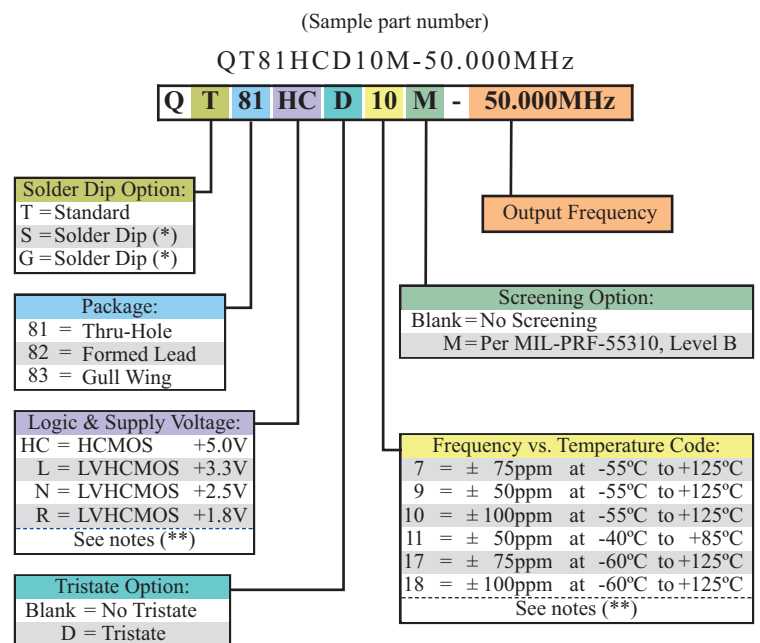 (Sample part number)
QT81HCD10M-50.000MHz
Q T 81 HC D 10 M - 50.000MHz
Solder Dip Option:
T = Standard
S = Solder Dip (*)
G = Solder Dip (*)
Package:
81 = Thru-Hole
82 = Formed Lead
83 = Gull Wing
Logic & Supply Voltage:
HC = HCMOS +5.0V
L = LVHCMOS +3.3V
N = LVHCMOS +2.5V
R = LVHCMOS +1.8V
See notes (**)
Tristate Option:
Blank = No Tristate
D = Tristate
Output Frequency
Screening Option:
Blank = No Screening
M = Per MIL-PRF-55310, Level B
Frequency vs. Temperature Code:
7 = ± 75ppm at -55ºC to +125ºC
9 = ± 50ppm at -55ºC to +125ºC
10 = ± 100ppm at -55ºC to +125ºC
11 = ± 50ppm at -40ºC to +85ºC
17 = ± 75ppm at -60ºC to +125ºC
18 = ± 100ppm at -60ºC to +125ºC
See notes (**)